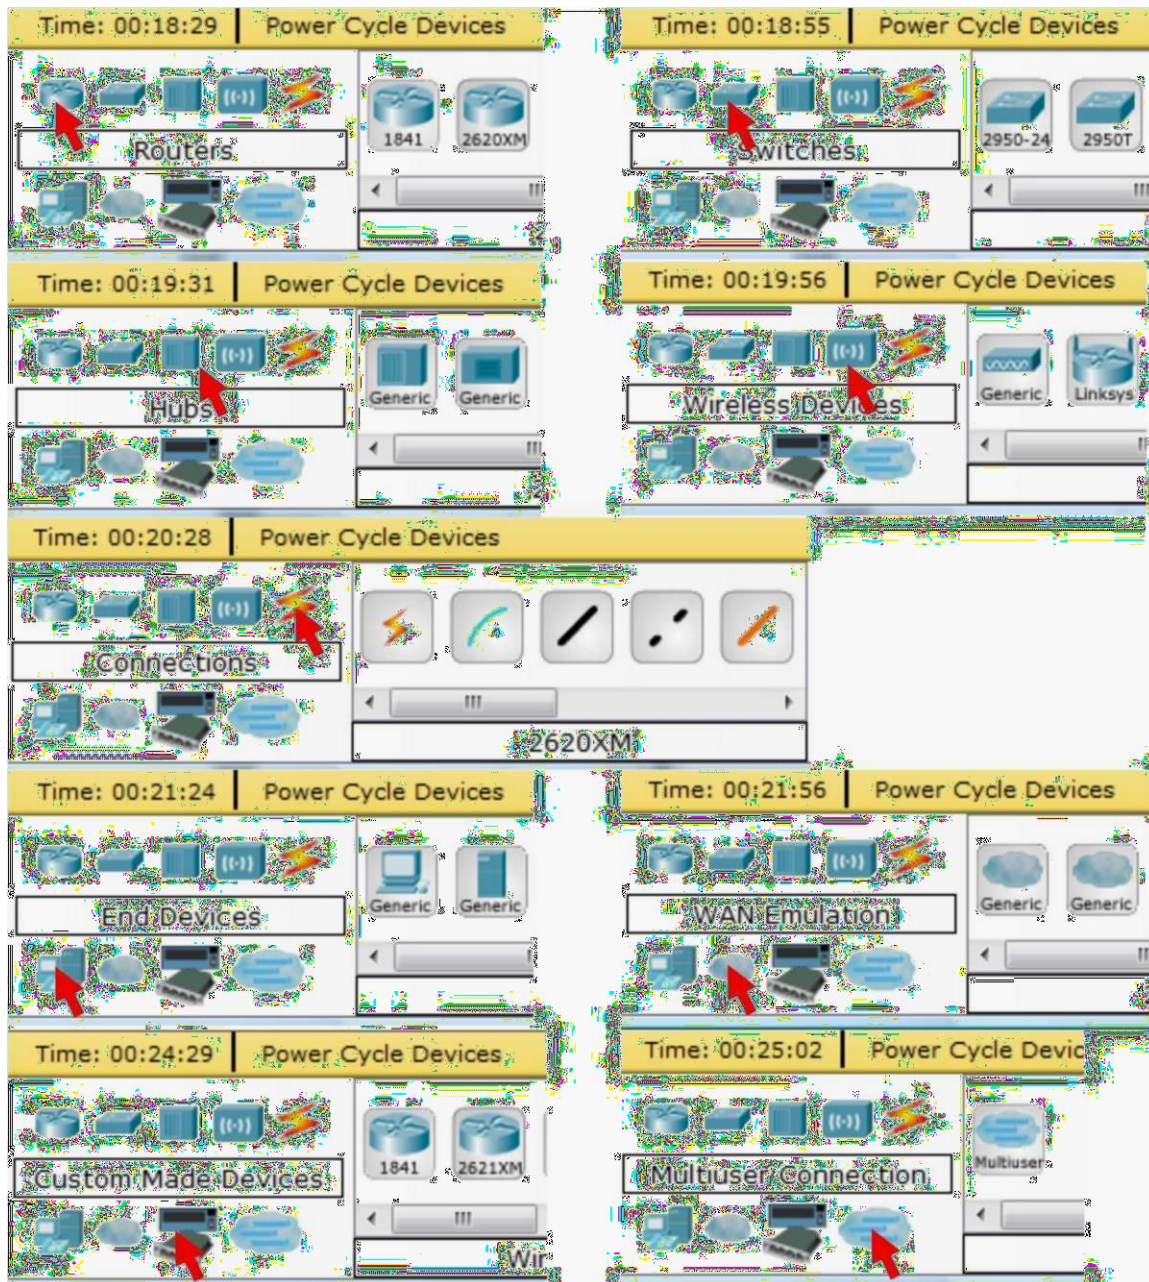 Time: 00:18:29 Power Cycle Devices
Routers
1841 2620XM
Time: 00:18:55 Power Cycle Devices
Switches
2950-24 2950T
Time: 00:19:31 Power Cycle Devices
Hubs
Generic Generic
Time: 00:19:56 Power Cycle Devices
Wireless Devices
Generic Linksys
Time: 00:20:28 Power Cycle Devices
Connections
2620XM
Time: 00:21:24 Power Cycle Devices
End Devices
Generic Generic
Time: 00:21:56 Power Cycle Devices
WAN Emulation
Generic Generic
Time: 00:24:29 Power Cycle Devices
Custom Made Devices
1841 2621XM
Wir
Time: 00:25:02 Power Cycle Devic
Multiuser Connection
Multiuser